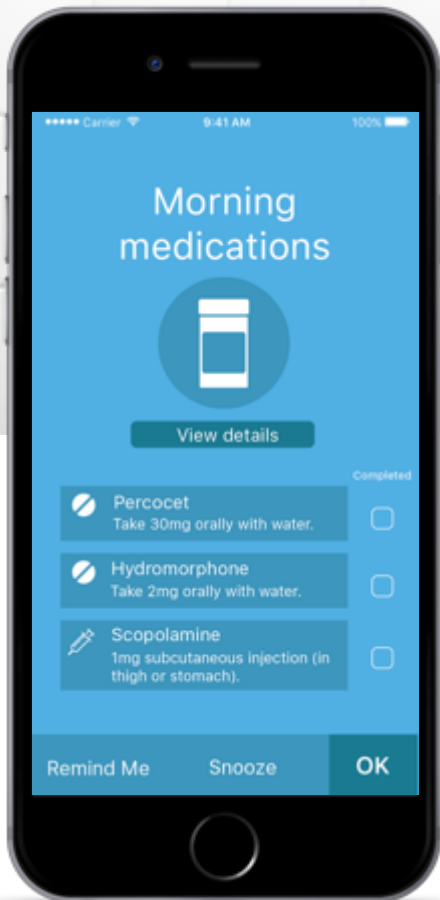 Carrier 9:41 AM 100%
Morning
medications
View details
Completed
Percocet
Take 30mg orally with water.
Hydromorphone
Take 2mg orally with water.
Scopolamine
1mg subcutaneous injection (in
thigh or stomach).
Remind Me Snooze OK